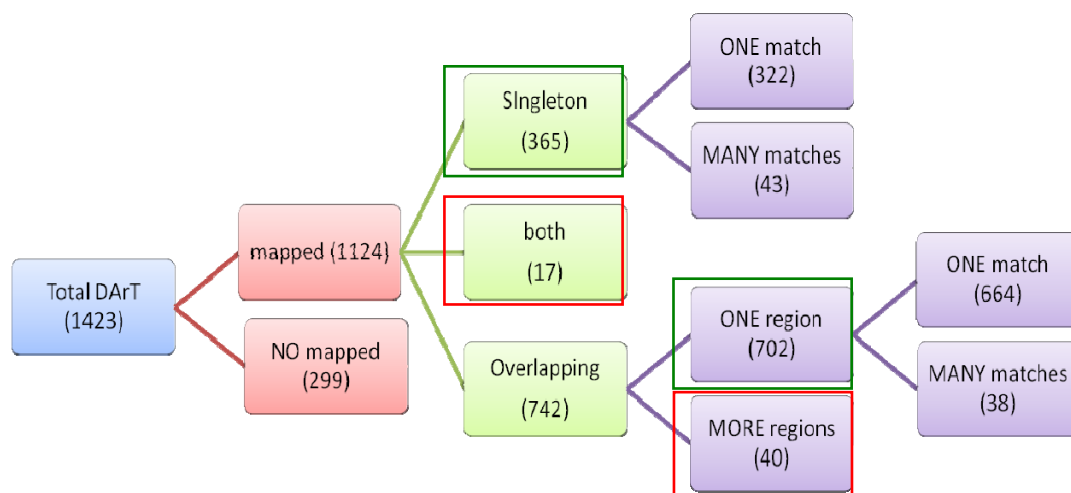 Total DArT
(1423)
mapped (1124)
NO mapped
(299)
SIngleton
(365)
both
(17)
Overlapping
(742)
ONE match
(322)
MANY matches
(43)
ONE region
(702)
MORE regions
(40)
ONE match
(664)
MANY matches
(38)